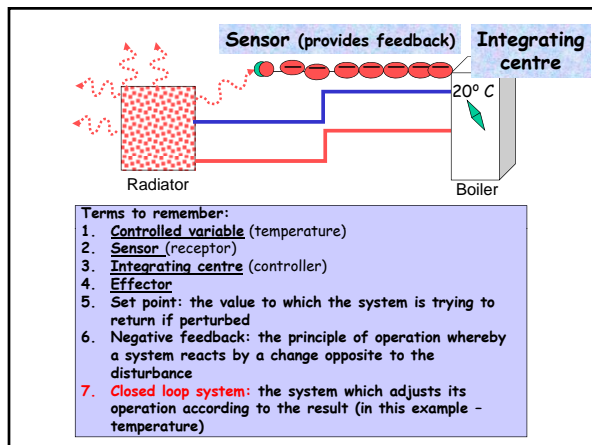 Sensor (provides feedback)
Integrating
centre
20° C
Radiator
Boiler
Terms to remember:
1. Controlled variable (temperature)
2. Sensor (receptor)
3. Integrating centre (controller)
4. Effector
5. Set point: the value to which the system is trying to
return if perturbed
6. Negative feedback: the principle of operation whereby
a system reacts by a change opposite to the
disturbance
7. Closed loop system: the system which adjusts its
operation according to the result (in this example –
temperature)